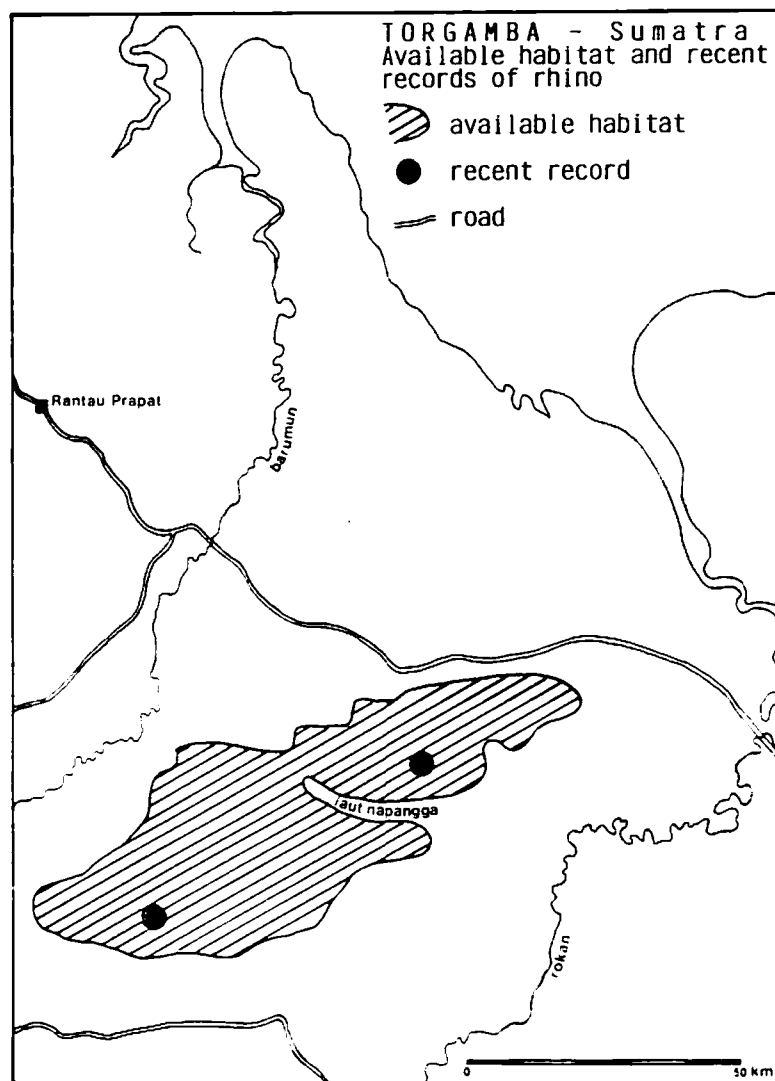 TORGAMBA - Sumatra
Available habitat and recent
records of rhino
available habitat
recent record
road
Rantau Prapat
barumun
laut napangga
rokan
0
50 km